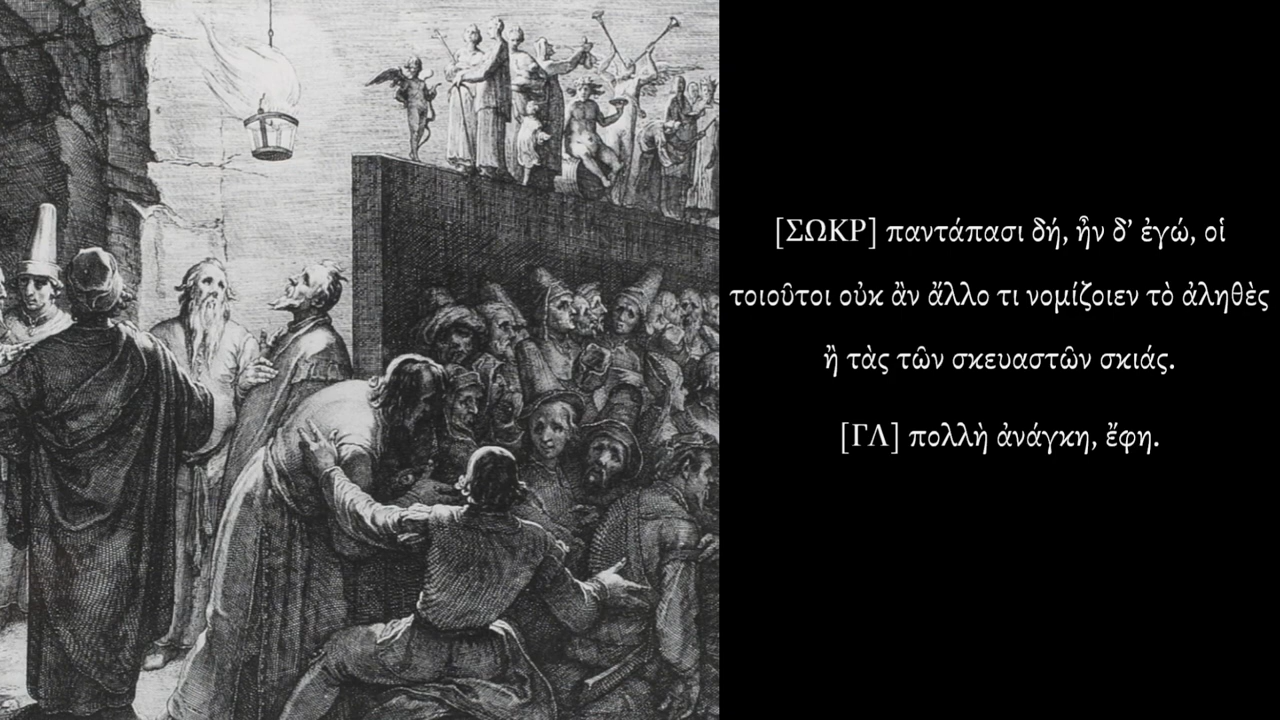 [ΣΩΚΡ] παντάπασι δή, ἦν δ’ ἐγώ, οἱ
τοιοῦτοι οὐκ ἂν ἄλλο τι νομίζοιεν τὸ ἀληθὲς
ἢ τὰς τῶν σκευαστῶν σκιάς.
[ΓΛ] πολλὴ ἀνάγκη, ἔφη.